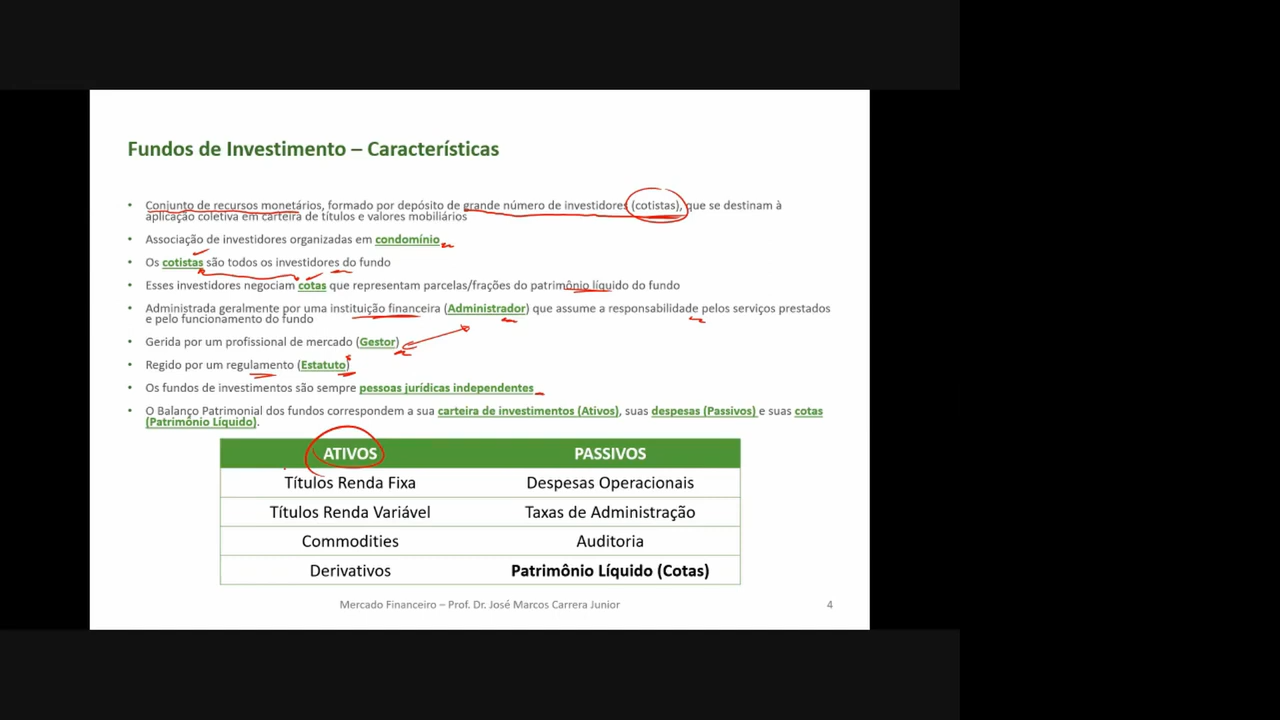 Fundos de Investimento – Características
• Conjunto de recursos monetários, formado por depósito de grande número de investidores (cotistas), que se destinam à
aplicação coletiva em carteira de títulos e valores mobiliários
• Associação de investidores organizadas em condomínio
• Os cotistas são todos os investidores do fundo
• Esses investidores negociam cotas que representam parcelas/frações do patrimônio líquido do fundo
• Administrada geralmente por uma instituição financeira (Administrador) que assume a responsabilidade pelos serviços prestados
e pelo funcionamento do fundo
• Gerida por um profissional de mercado (Gestor)
• Regido por um regulamento (Estatuto)
• Os fundos de investimentos são sempre pessoas jurídicas independentes
• O Balanço Patrimonial dos fundos correspondem a sua carteira de investimentos (Ativos), suas despesas (Passivos) e suas cotas
(Patrimônio Líquido).
ATIVOS PASSIVOS
Títulos Renda Fixa Despesas Operacionais
Títulos Renda Variável Taxas de Administração
Commodities Auditoria
Derivativos Patrimônio Líquido (Cotas)
Mercado Financeiro – Prof. Dr. José Marcos Carrera Junior 4